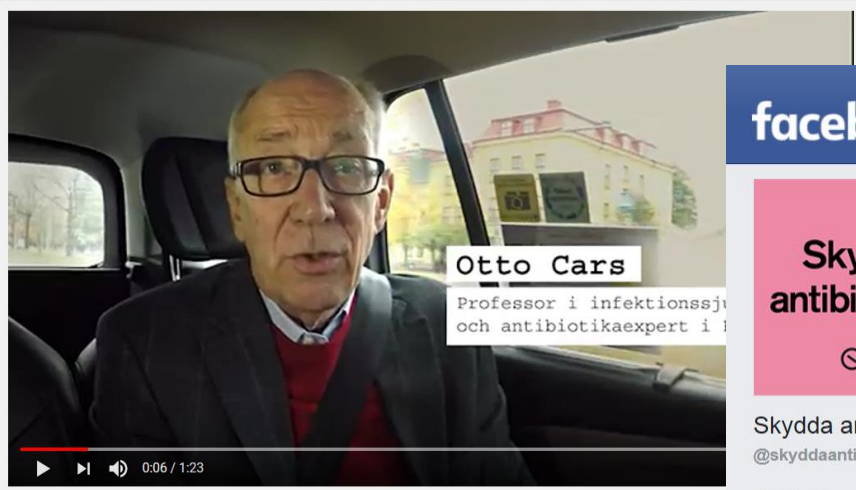 Otto Cars
Professor i infektionssju
och antibiotikaexpert i
0:06 / 1:23
faceb
Sky
antibi
Skydda an
@skyddaanti